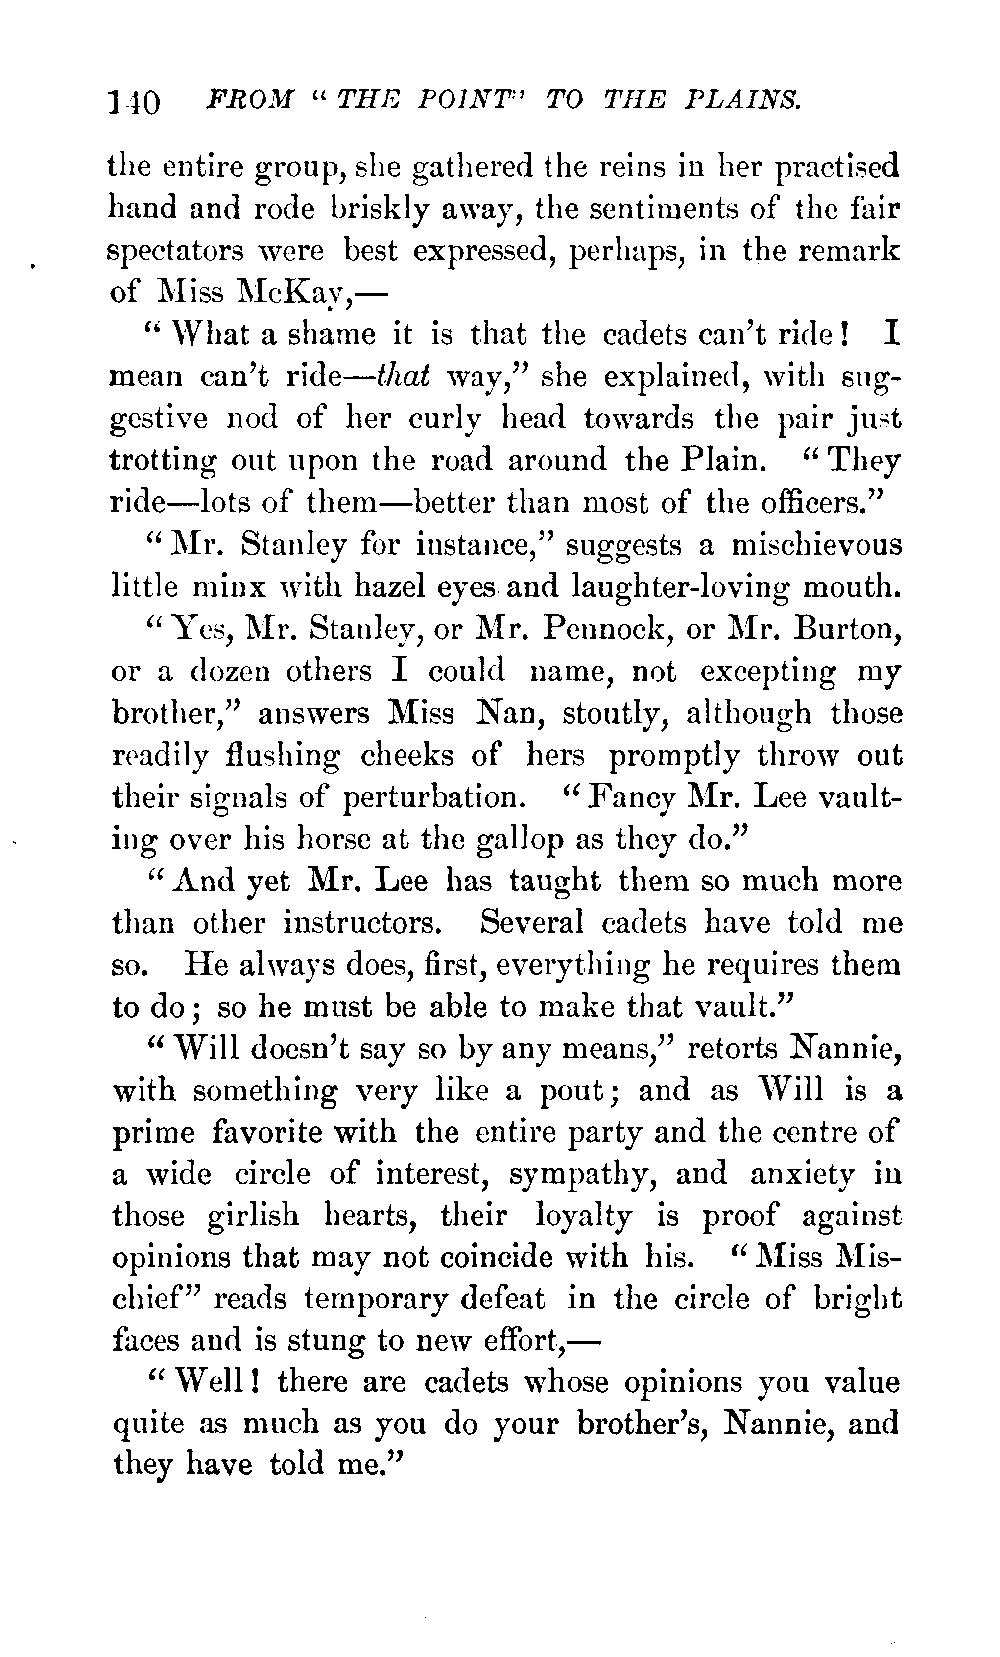 140 FROM “ THE POINT” TO THE PLAINS.
the entire group, she gathered the reins in her practised
hand and rode briskly away, the sentiments of the fair
spectators were best expressed, perhaps, in the remark
of Miss McKay,—
“ What a shame it is that the cadets can’t ride! I
mean can’t ride—that way,” she explained, with sug-
gestive nod of her curly head towards the pair just
trotting out upon the road around the Plain. “ They
ride—lots of them—better than most of the officers.”
“ Mr. Stanley for instance,” suggests a mischievous
little minx with hazel eyes and laughter-loving mouth.
“ Yes, Mr. Stanley, or Mr. Pennock, or Mr. Burton,
or a dozen others I could name, not excepting my
brother,” answers Miss Nan, stoutly, although those
readily flushing cheeks of hers promptly throw out
their signals of perturbation. “ Fancy Mr. Lee vault-
ing over his horse at the gallop as they do.”
“ And yet Mr. Lee has taught them so much more
than other instructors. Several cadets have told me
so. He always does, first, everything he requires them
to do; so he must be able to make that vault.”
“ Will doesn’t say so by any means,” retorts Nannie,
with something very like a pout; and as Will is a
prime favorite with the entire party and the centre of
a wide circle of interest, sympathy, and anxiety in
those girlish hearts, their loyalty is proof against
opinions that may not coincide with his. “ Miss Mis-
chief” reads temporary defeat in the circle of bright
faces and is stung to new effort,—
“ Well! there are cadets whose opinions you value
quite as much as you do your brother’s, Nannie, and
they have told me.”